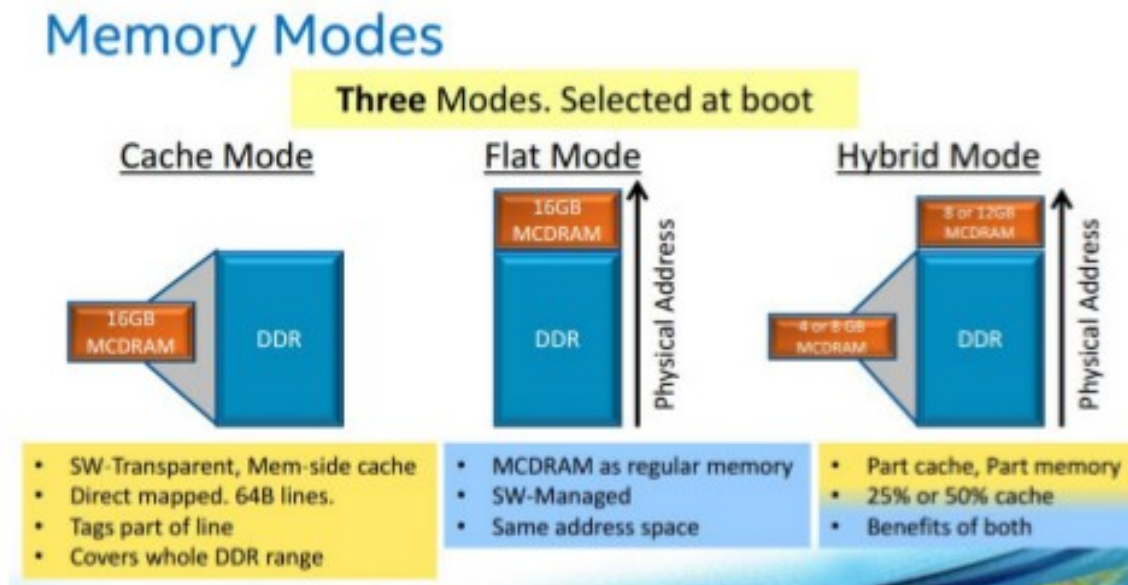 Memory Modes
Three Modes. Selected at boot
Cache Mode
16GB
MCDRAM
DDR
• SW-Transparent, Mem-side cache
• Direct mapped. 64B lines.
• Tags part of line
• Covers whole DDR range
Flat Mode
16GB
MCDRAM
DDR
Physical Address
• MCDRAM as regular memory
• SW-Managed
• Same address space
Hybrid Mode
8 or 12GB
MCDRAM
4 or 8 GB
MCDRAM
DDR
Physical Address
• Part cache, Part memory
• 25% or 50% cache
• Benefits of both